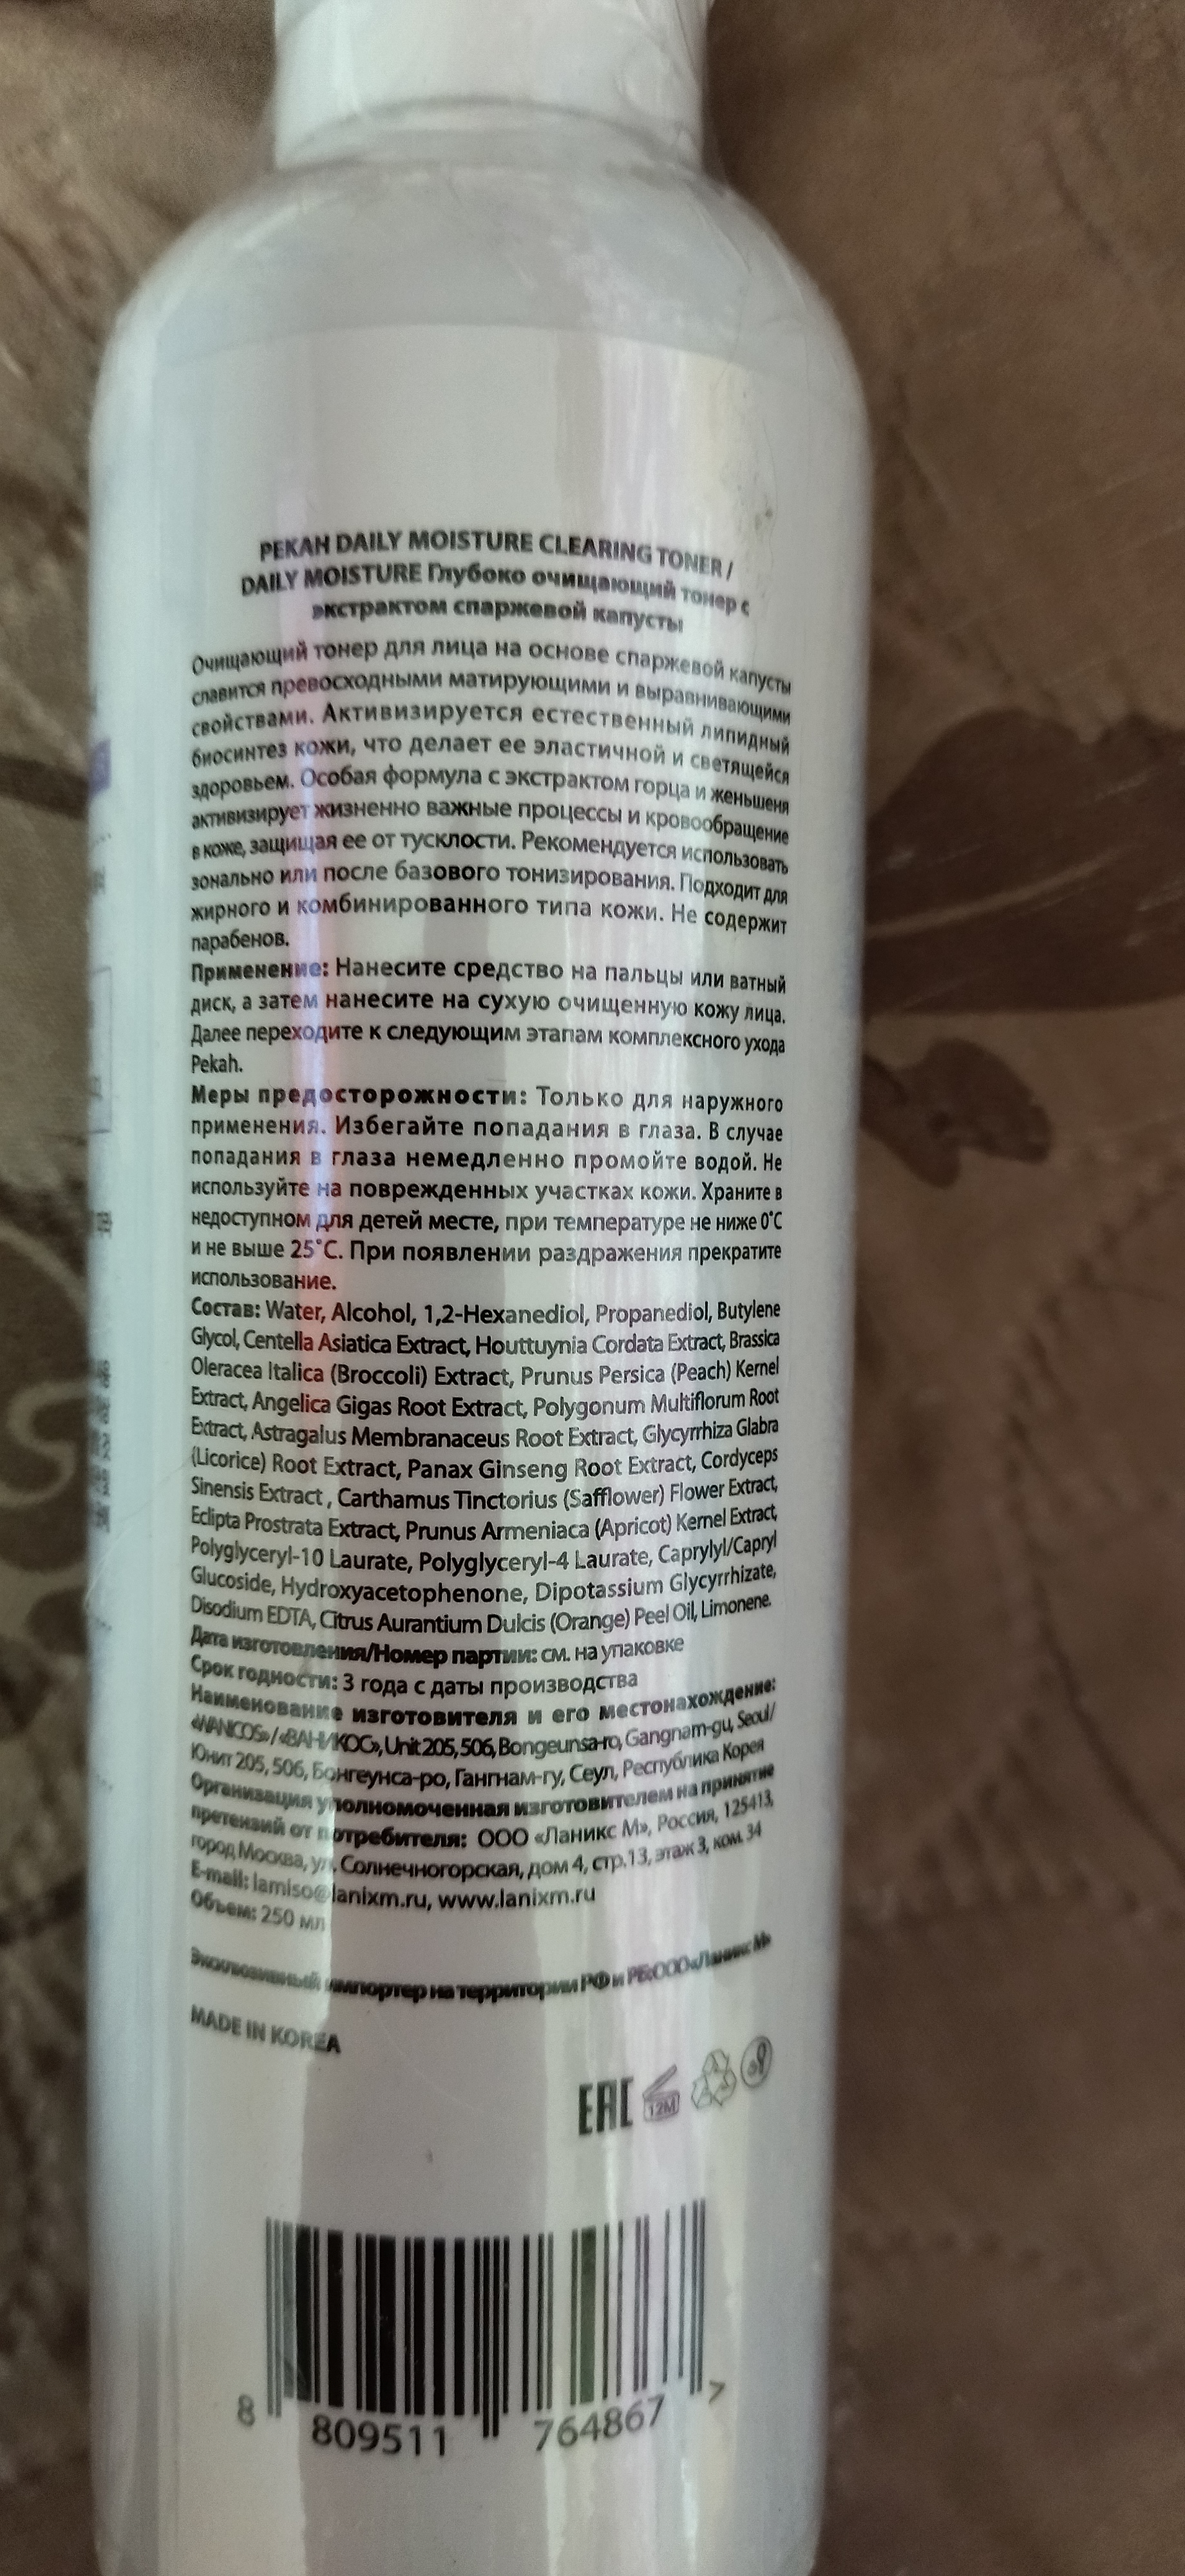 PEKAH DAILY MOISTURE CLEARING TONER /
DAILY MOISTURE Глубоко очищающий тонер с
экстрактом спаржевой капусты
Очищающий тонер для лица на основе спаржевой капусты
славится превосходными матирующими и выравнивающими
свойствами. Активизируется естественный липидный
биосинтез кожи, что делает ее эластичной и светящейся
здоровьем. Особая формула с экстрактом горца и женьшеня
активизирует жизненно важные процессы и кровообращение
в коже, защищая ее от тусклости. Рекомендуется использовать
зонально или после базового тонизирования. Подходит для
жирного и комбинированного типа кожи. Не содержит
парабенов.
Применение: Нанесите средство на пальцы или ватный
диск, а затем нанесите на сухую очищенную кожу лица.
Далее переходите к следующим этапам комплексного ухода
Pekah.
Меры предосторожности: Только для наружного
применения. Избегайте попадания в глаза. В случае
попадания в глаза немедленно промойте водой. Не
используйте на поврежденных участках кожи. Храните в
недоступном для детей месте, при температуре не ниже 0˚C
и не выше 25˚C. При появлении раздражения прекратите
использование.
Состав: Water, Alcohol, 1,2-Hexanediol, Propanediol, Butylene
Glycol, Centella Asiatica Extract, Houttuynia Cordata Extract, Brassica
Oleracea Italica (Broccoli) Extract, Prunus Persica (Peach) Kernel
Extract, Angelica Gigas Root Extract, Polygonum Multiflorum Root
Extract, Astragalus Membranaceus Root Extract, Glycyrrhiza Glabra
(Licorice) Root Extract, Panax Ginseng Root Extract, Cordyceps
Sinensis Extract , Carthamus Tinctorius (Safflower) Flower Extract,
Eclipta Prostrata Extract, Prunus Armeniaca (Apricot) Kernel Extract,
Polyglyceryl-10 Laurate, Polyglyceryl-4 Laurate, Caprylyl/Capryl
Glucoside, Hydroxyacetophenone, Dipotassium Glycyrrhizate,
Disodium EDTA, Citrus Aurantium Dulcis (Orange) Peel Oil, Limonene.
Дата изготовления/Номер партии: см. на упаковке
Срок годности: 3 года с даты производства
Наименование изготовителя и его местонахождение:
«WANCOS» / «ВАНКОС», Unit 205, 506, Bongeunsa-ro, Gangnam-gu, Seoul/
Юнит 205, 506, Бонгеунса-ро, Гангнам-гу, Сеул, Республика Корея
Организация уполномоченная изготовителем на принятие
претензий от потребителя: ООО «Ланикс М», Россия, 125413,
город Москва, ул. Солнечногорская, дом 4, стр.13, этаж 3, ком. 34
E-mall: lamiso@lanixm.ru, www.lanixm.ru
Объем: 250 мл
Эксклюзивный импортер на территории РФ и РБ:ООО «Ланикс М»
MADE IN KOREA
EAC 12M
8 809511 764867 7